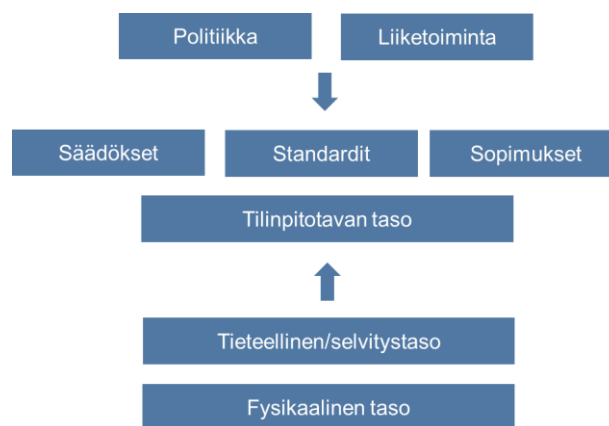 Politiikka
Liiketoiminta
Säädökset
Standardit
Sopimukset
Tilinpitotavan taso
Tieteellinen/selvitystaso
Fysikaalinen taso